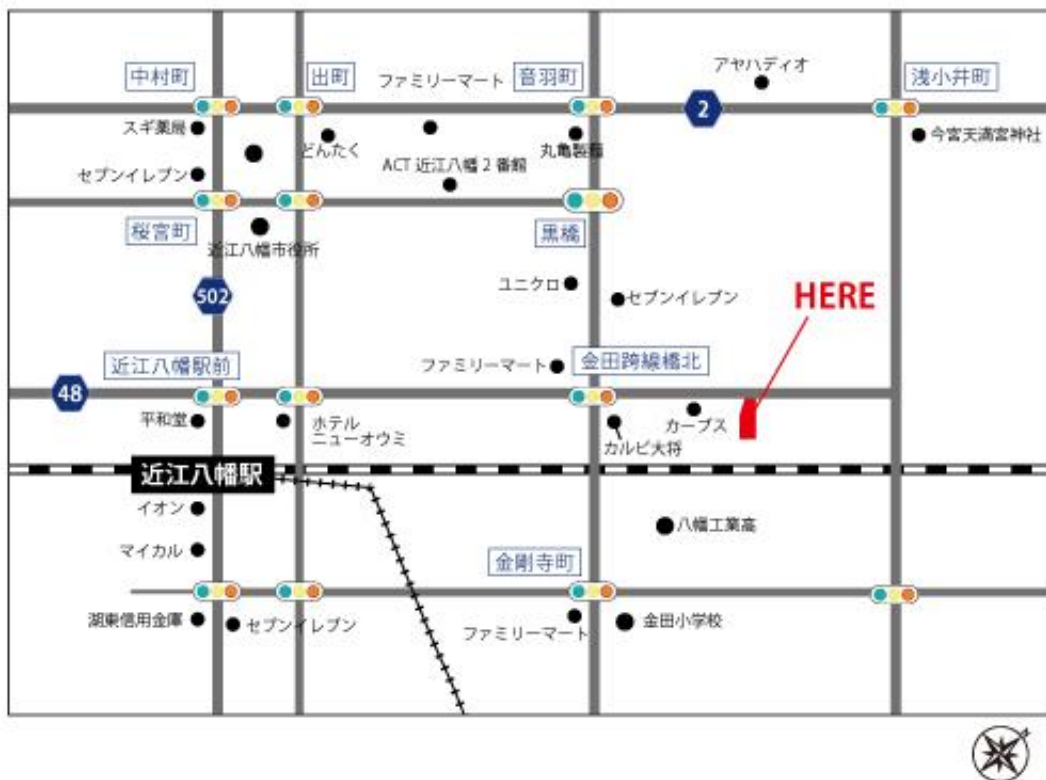 中村町
出町
ファミリーマート
音羽町
アヤハディオ
浅小井町
2
スギ薬局
どんたく
丸亀製麺
今宮天満宮神社
セブンイレブン
ACT 近江八幡 2 番館
桜宮町
近江八幡市役所
黒橋
ユニクロ
セブンイレブン
HERE
502
近江八幡駅前
ファミリーマート
金田跨線橋北
48
平和堂
ホテル
ニューオウミ
カルビ大将
カーブス
近江八幡駅
イオン
マイカル
八幡工業高
金剛寺町
湖東信用金庫
セブンイレブン
ファミリーマート
金田小学校